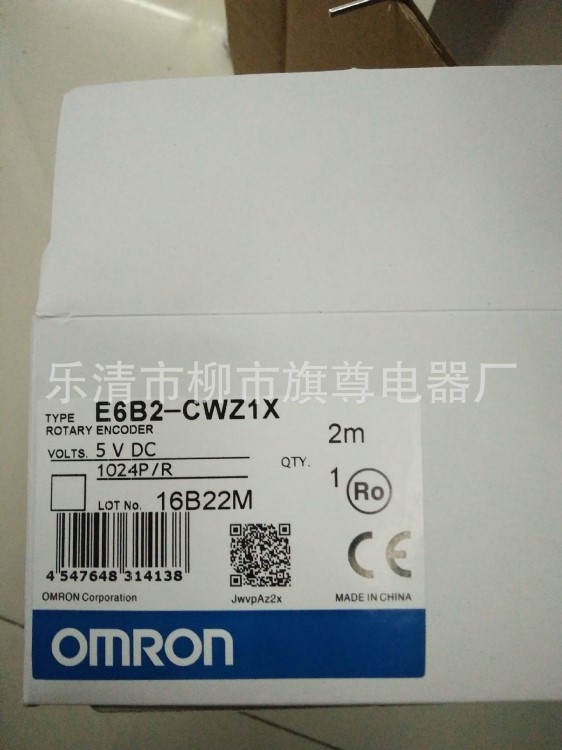 乐清市柳市旗尊电器厂
TYPE E6B2-CWZ1X
ROTARY ENCODER
2m
VOLTS. 5 V DC
1024P/R
QTY. 1
Ro
LOT No. 16B22M
4 547648 314138
JwvpAz2x
CE
OMRON Corporation
MADE IN CHINA
OMRON